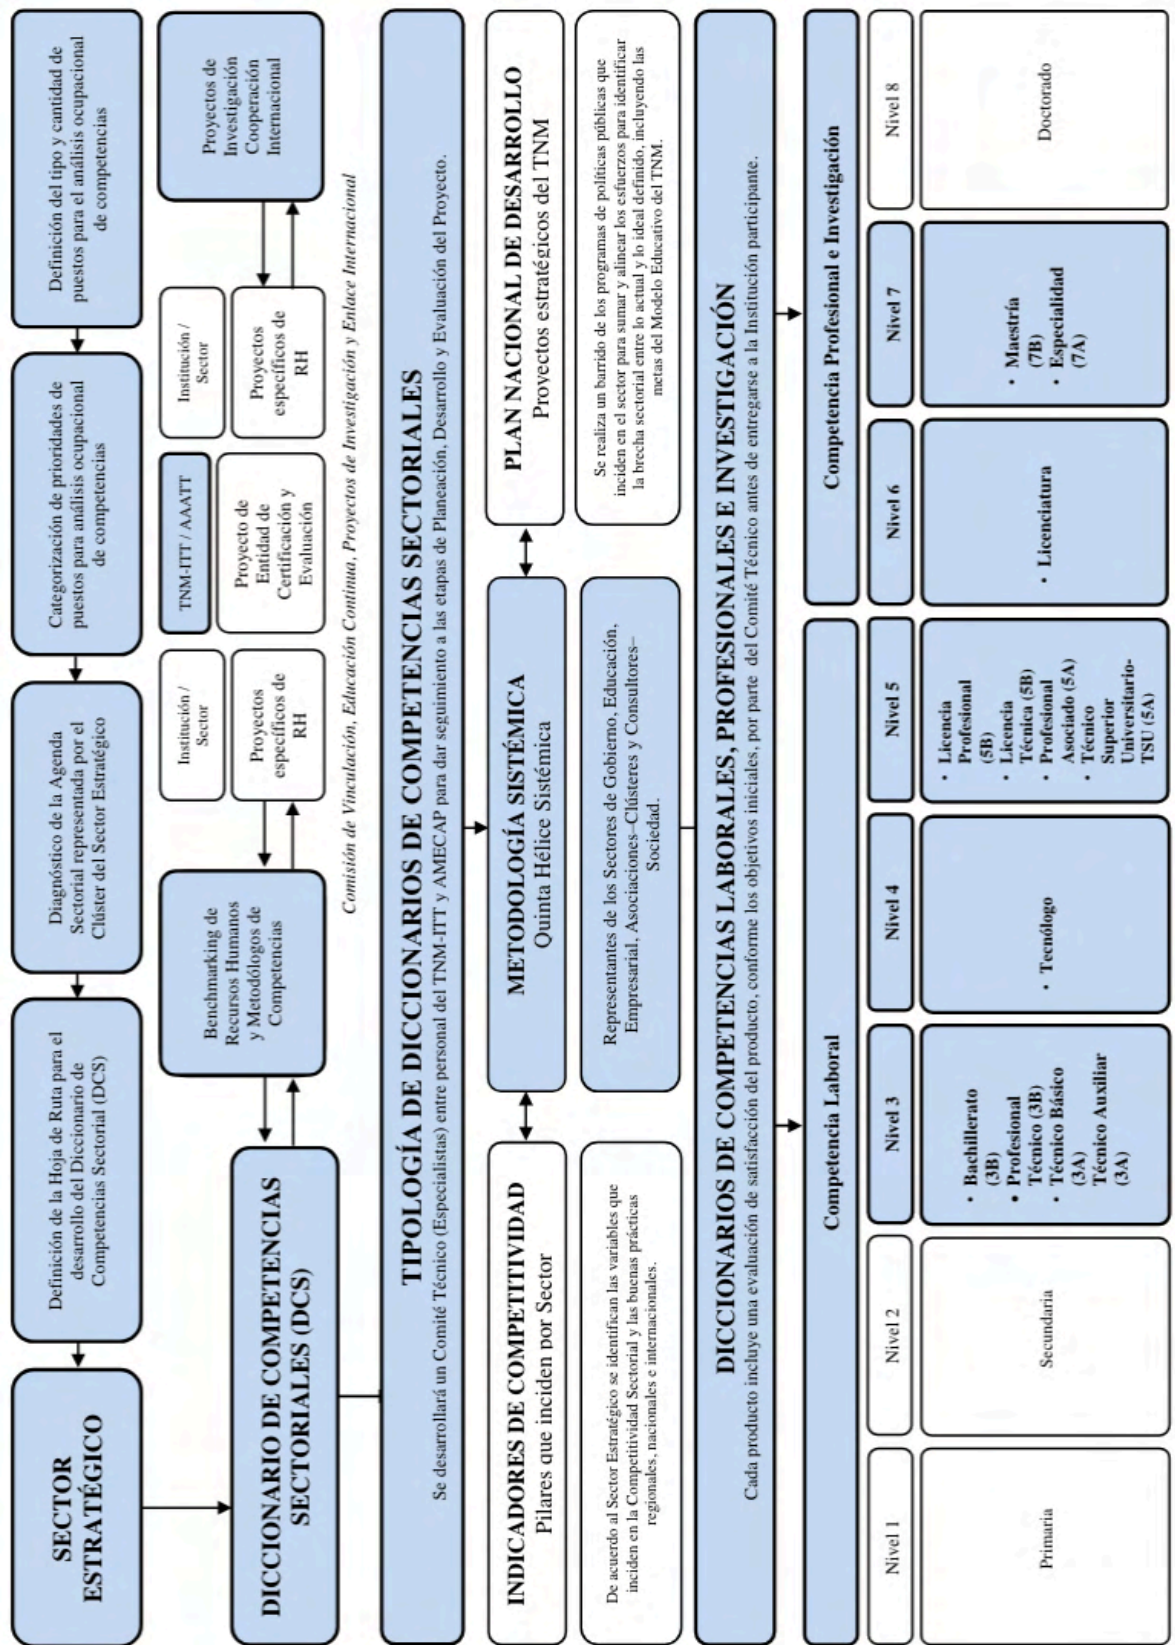 SECTOR
ESTRATÉGICO
Definición de la Hoja de Ruta para el
desarrollo del Diccionario de
Competencias Sectorial (DCS)
Diagnóstico de la Agenda
Sectorial representada por el
Clúster del Sector Estratégico
Categorización de prioridades de
puestos para análisis ocupacional
de competencias
Definición del tipo y cantidad de
puestos para el análisis ocupacional
de competencias
DICCIONARIO DE COMPETENCIAS
SECTORIALES (DCS)
Benchmarking de
Recursos Humanos
y Metodólogos de
Competencias
Institución /
Sector
Proyectos
específicos de
RH
TNM-ITT / AAATT
Proyecto de
Entidad de
Certificación y
Evaluación
Institución /
Sector
Proyectos
específicos de
RH
Proyectos de
Investigación
Cooperación
Internacional
Comisión de Vinculación, Educación Continua, Proyectos de Investigación y Enlace Internacional
TIPOLOGÍA DE DICCIONARIOS DE COMPETENCIAS SECTORIALES
Se desarrollará un Comité Técnico (Especialistas) entre personal del TNM-ITT y AMECAP para dar seguimiento a las etapas de Planeación, Desarrollo y Evaluación del Proyecto.
INDICADORES DE COMPETITIVIDAD
Pilares que inciden por Sector
METODOLOGÍA SISTÉMICA
Quinta Hélice Sistémica
PLAN NACIONAL DE DESARROLLO
Proyectos estratégicos del TNM
De acuerdo al Sector Estratégico se identifican las variables que
inciden en la Competitividad Sectorial y las buenas prácticas
regionales, nacionales e internacionales.
Representantes de los Sectores de Gobierno, Educación,
Empresarial, Asociaciones–Clústeres y Consultores–
Sociedad.
Se realiza un barrido de los programas de políticas públicas que
inciden en el sector para sumar y alinear los esfuerzos para identificar
la brecha sectorial entre lo actual y lo ideal definido, incluyendo las
metas del Modelo Educativo del TNM.
DICCIONARIOS DE COMPETENCIAS LABORALES, PROFESIONALES E INVESTIGACIÓN
Cada producto incluye una evaluación de satisfacción del producto, conforme los objetivos iniciales, por parte del Comité Técnico antes de entregarse a la Institución participante.
Competencia Laboral
Competencia Profesional e Investigación
Nivel 1
Nivel 2
Nivel 3
Nivel 4
Nivel 5
Nivel 6
Nivel 7
Nivel 8
Primaria
Secundaria
• Bachillerato
(3B)
• Profesional
Técnico (3B)
• Técnico Básico
(3A)
Técnico Auxiliar
(3A)
• Tecnólogo
• Licencia
Profesional
(5B)
• Licencia
Técnica (5B)
• Profesional
Asociado (5A)
• Técnico
Superior
Universitario-
TSU (5A)
• Licenciatura
• Maestría
(7B)
• Especialidad
(7A)
Doctorado